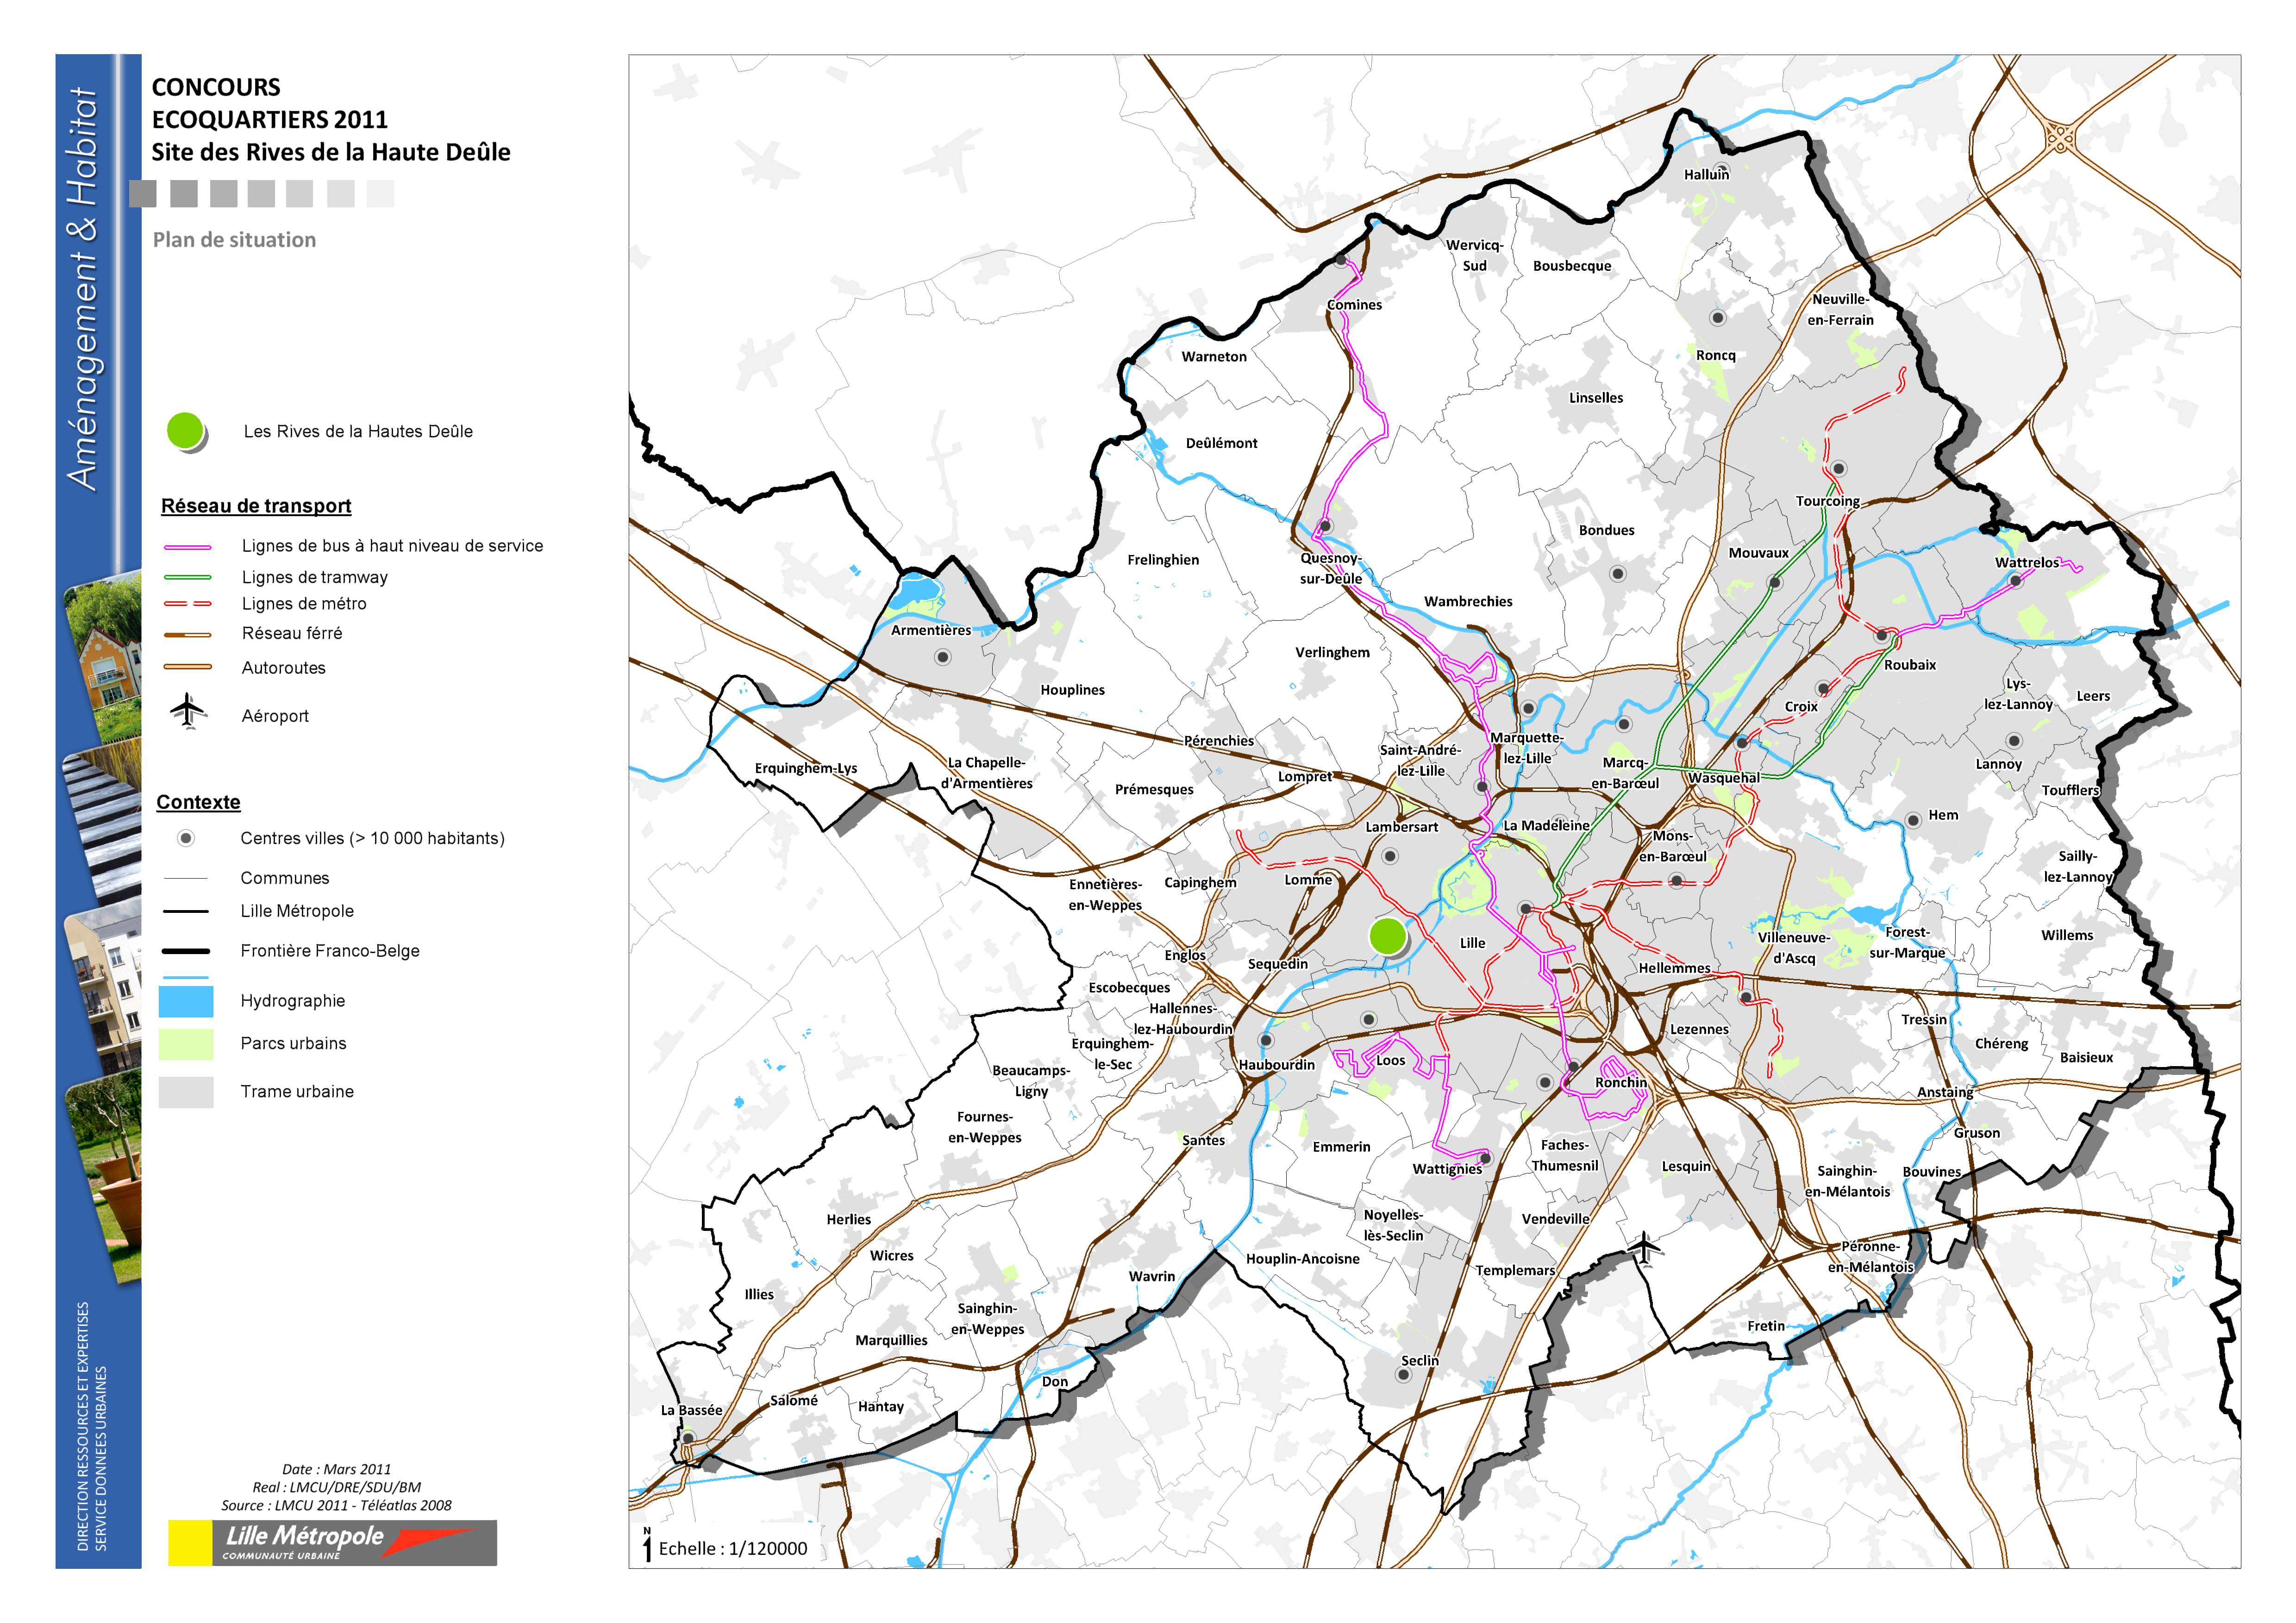 Aménagement & Habitat
CONCOURS
ECOQUARTIERS 2011
Site des Rives de la Haute Deûle
Plan de situation
Les Rives de la Hautes Deûle
Réseau de transport
Lignes de bus à haut niveau de service
Lignes de tramway
Lignes de métro
Réseau férré
Autoroutes
Aéroport
Contexte
Centres villes (> 10 000 habitants)
Communes
Lille Métropole
Frontière Franco-Belge
Hydrographie
Parcs urbains
Trame urbaine
DIRECTION RESSOURCES ET EXPERTISES
SERVICE DONNEES URBAINES
Date : Mars 2011
Real : LMCU/DRE/SDU/BM
Source : LMCU 2011 - Téléatlas 2008
Lille Métropole
COMMUNAUTÉ URBAINE
Halluin
Wervicq-
Sud
Bousbecque
Comines
Neuville-
en-Ferrain
Warneton
Roncq
Linselles
Deûlémont
Tourcoing
Bondues
Mouvaux
Frelinghien
Quesnoy-
sur-Deûle
Wattrelos
Wambrechies
Armentières
Verlinghem
Roubaix
Houplines
Lys-
lez-Lannoy
Leers
Croix
Pérenchies
Saint-André-
lez-Lille
Marquette-
lez-Lille
Marcq-
en-Barœul
Wasquehal
Lannoy
Erquinghem-Lys
La Chapelle-
d'Armentières
Prémesques
Lompret
Toufflers
Lambersart
La Madeleine
Mons-
en-Barœul
Hem
Sailly-
lez-Lannoy
Ennetières-
en-Weppes
Capinghem
Lomme
Lille
Villeneuve-
d'Ascq
Forest-
sur-Marque
Willems
Englos
Sequedin
Hellemmes
Escobecques
Hallennes-
lez-Haubourdin
Erquinghem-
le-Sec
Lezennes
Tressin
Chéreng
Baisieux
Haubourdin
Loos
Ronchin
Beaucamps-
Ligny
Anstaing
Fournes-
en-Weppes
Gruson
Santes
Emmerin
Wattignies
Faches-
Thumesnil
Lesquin
Sainghin-
en-Mélantois
Bouvines
Herlies
Noyelles-
lès-Seclin
Vendeville
Wicres
Houplin-Ancoisne
Templemars
Péronne-
en-Mélantois
Wavrin
Illies
Sainghin-
en-Weppes
Marquillies
Fretin
Seclin
Don
La Bassée
Salomé
Hantay
N
Echelle : 1/120000